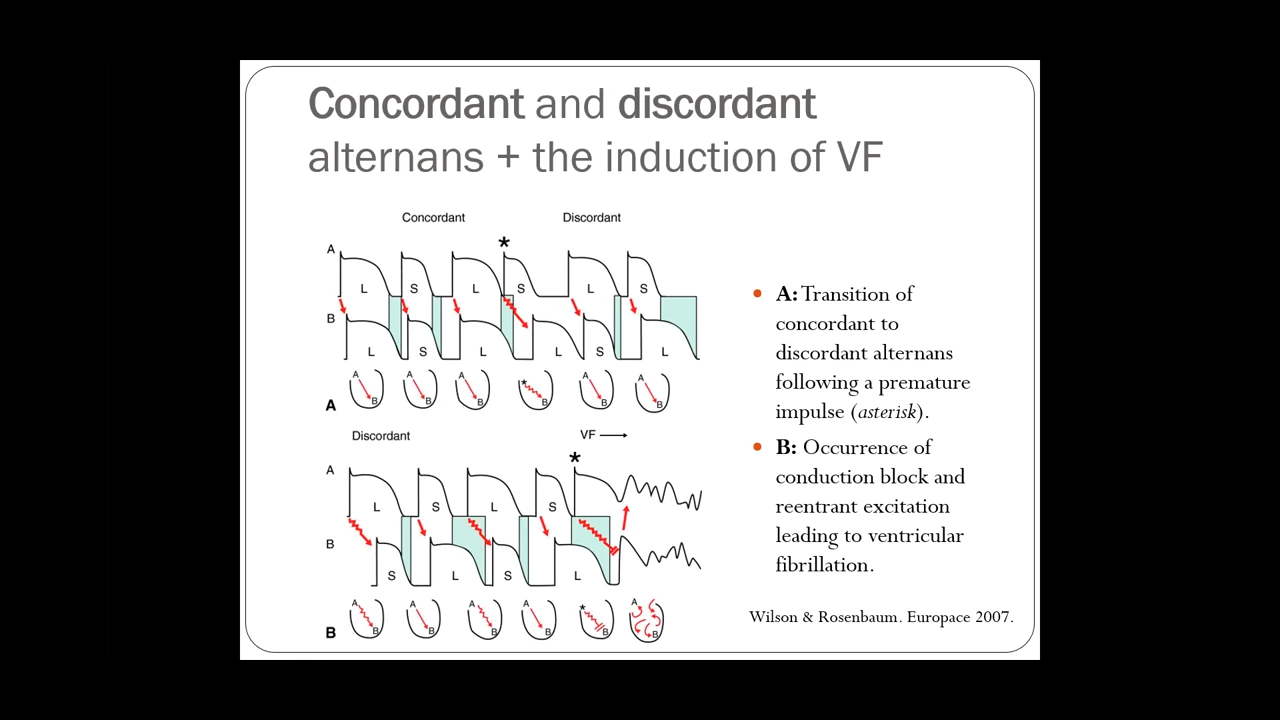 Concordant and discordant
alternans + the induction of VF
Concordant Discordant
*
A
L S L S L S
B
L S L L S L
A A A * A A
B B B B B B
A
Discordant VF
*
A
L S L S
B
S L S L
A A A A * A
B B B B B B
B
• A: Transition of
concordant to
discordant alternans
following a premature
impulse (asterisk).
• B: Occurrence of
conduction block and
reentrant excitation
leading to ventricular
fibrillation.
Wilson & Rosenbaum. Europace 2007.